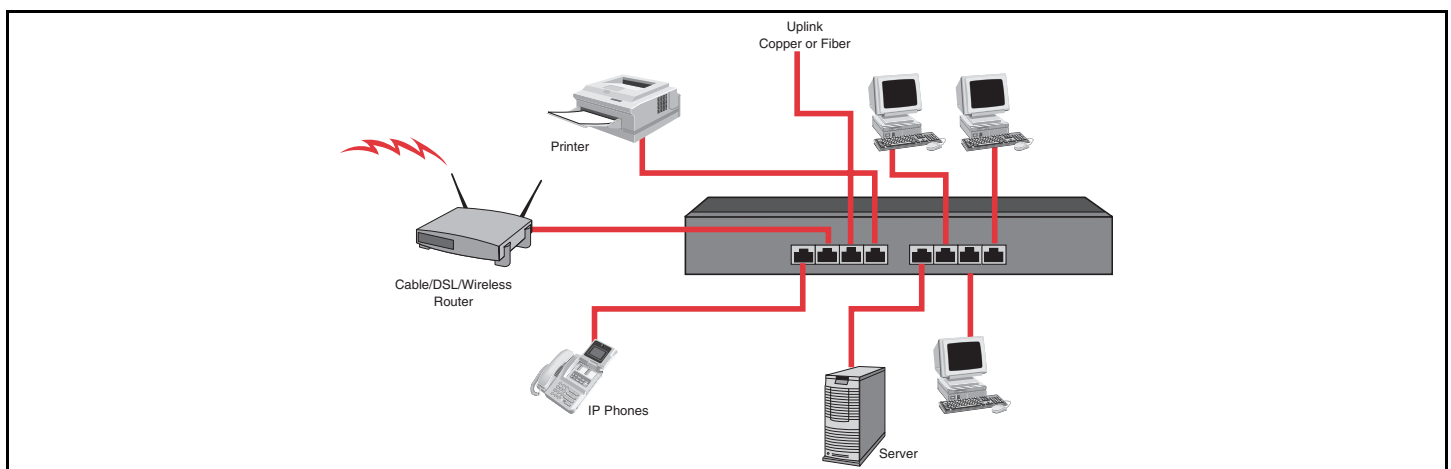 Uplink
Copper or Fiber
Printer
Cable/DSL/Wireless
Router
IP Phones
Server